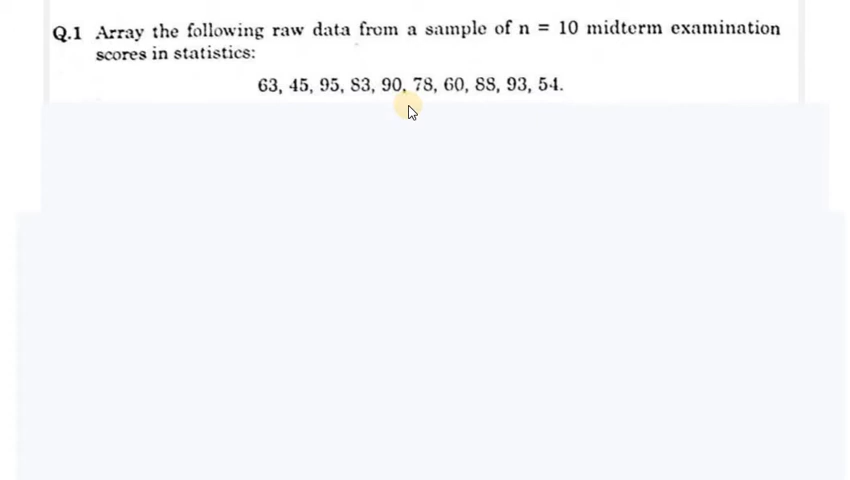 Q.1 Array the following raw data from a sample of n = 10 midterm examination
scores in statistics:
63, 45, 95, 83, 90, 78, 60, 88, 93, 54.